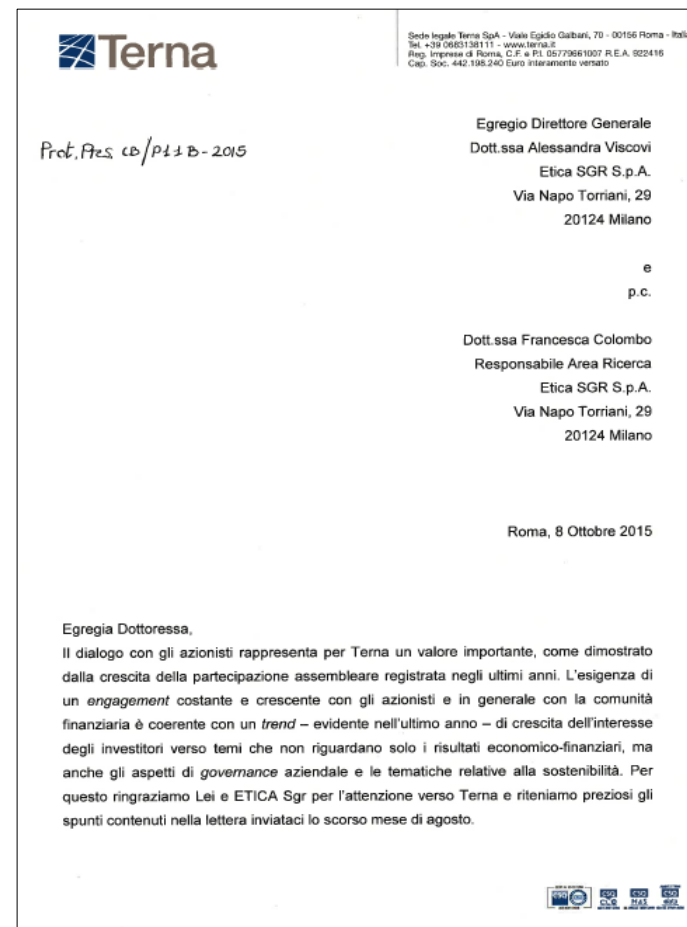 Terna
Sede legale Terna SpA - Viale Egidio Galbani, 70 - 00156 Roma - Italia
Tel. +39 0683138111 - www.terna.it
Reg. Imprese di Roma, C.F. e P.I. 05779661007 R.E.A. 922416
Cap. Soc. 442.198.240 Euro interamente versato
Prot. Pres CB/P11B-2015
Egregio Direttore Generale
Dott.ssa Alessandra Viscovi
Etica SGR S.p.A.
Via Napo Torriani, 29
20124 Milano
e
p.c.
Dott.ssa Francesca Colombo
Responsabile Area Ricerca
Etica SGR S.p.A.
Via Napo Torriani, 29
20124 Milano
Roma, 8 Ottobre 2015
Egregia Dottoressa,
Il dialogo con gli azionisti rappresenta per Terna un valore importante, come dimostrato
dalla crescita della partecipazione assembleare registrata negli ultimi anni. L'esigenza di
un engagement costante e crescente con gli azionisti e in generale con la comunità
finanziaria è coerente con un trend – evidente nell'ultimo anno – di crescita dell'interesse
degli investitori verso temi che non riguardano solo i risultati economico-finanziari, ma
anche gli aspetti di governance aziendale e le tematiche relative alla sostenibilità. Per
questo ringraziamo Lei e ETICA Sgr per l'attenzione verso Terna e riteniamo preziosi gli
spunti contenuti nella lettera inviataci lo scorso mese di agosto.
CSQ CSQ CSQ CSQ